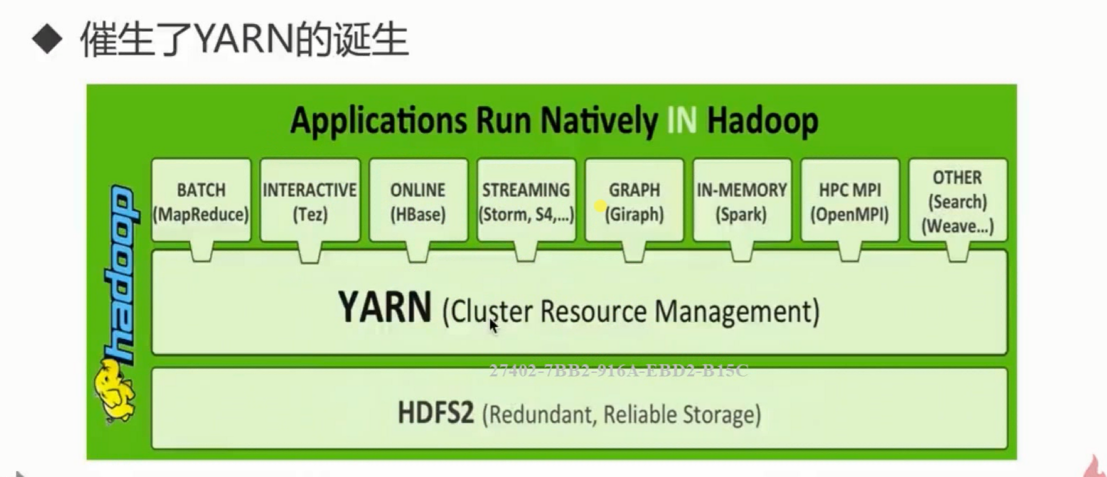 催生了YARN的诞生
Applications Run Natively IN Hadoop
BATCH
(MapReduce)
INTERACTIVE
(Tez)
ONLINE
(HBase)
STREAMING
(Storm, S4,...)
GRAPH
(Giraph)
IN-MEMORY
(Spark)
HPC MPI
(OpenMPI)
OTHER
(Search)
(Weave...)
hadoop
YARN (Cluster Resource Management)
27402-7BB2-916A-EBD2-B15C
HDFS2 (Redundant, Reliable Storage)